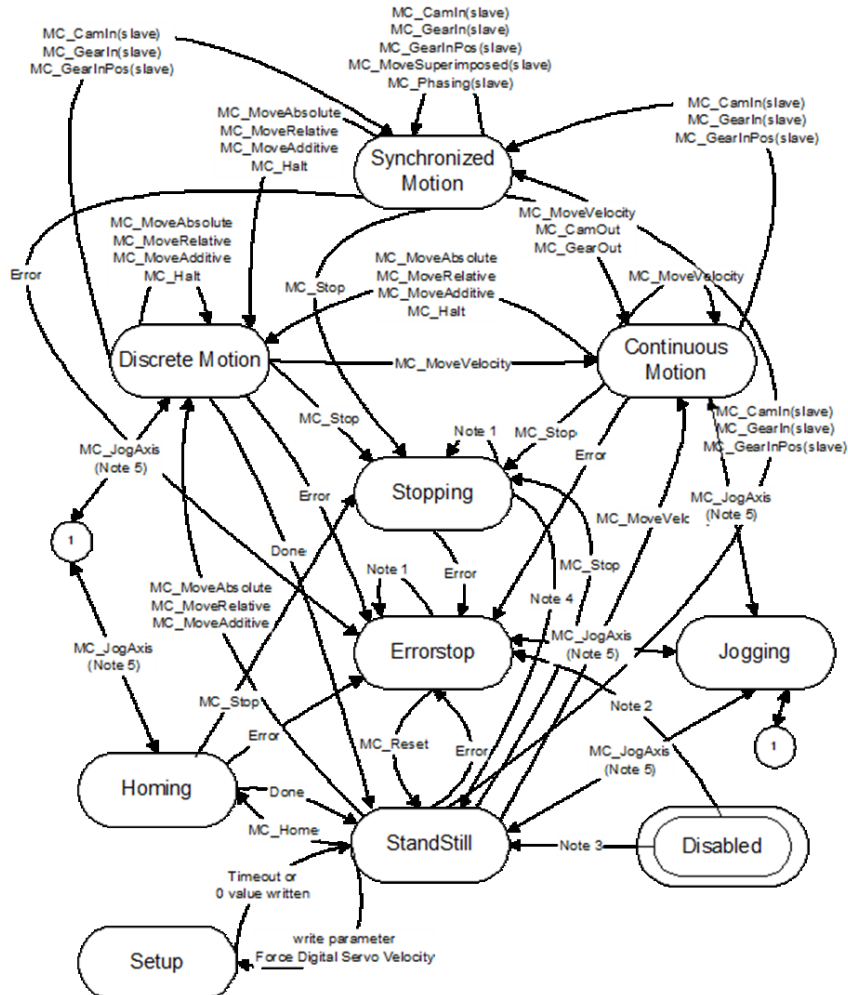 MC_CamIn(slave)
MC_GearIn(slave)
MC_GearInPos(slave)
MC_CamIn(slave)
MC_GearIn(slave)
MC_GearInPos(slave)
MC_MoveSuperimposed(slave)
MC_Phasing(slave)
MC_CamIn(slave)
MC_GearIn(slave)
MC_GearInPos(slave)
MC_MoveAbsolute
MC_MoveRelative
MC_MoveAdditive
MC_Halt
Synchronized
Motion
MC_MoveAbsolute
MC_MoveRelative
MC_MoveAdditive
MC_Halt
MC_MoveVelocity
MC_CamOut
MC_GearOut
Error
MC_Stop
MC_MoveAbsolute
MC_MoveRelative
MC_MoveAdditive
MC_Halt
MC_MoveVelocity
Discrete Motion
MC_MoveVelocity
Continuous
Motion
MC_CamIn(slave)
MC_GearIn(slave)
MC_GearInPos(slave)
MC_JogAxis
(Note 5)
MC_Stop
Note 1
MC_Stop
Error
Stopping
Error
MC_JogAxis
(Note 5)
MC_MoveVelc
1
Done
Error
Note 1
MC_Stop
Note 4
MC_MoveAbsolute
MC_MoveRelative
MC_MoveAdditive
MC_JogAxis
(Note 5)
Errorstop
MC_JogAxis
(Note 5)
Jogging
MC_Stop
Note 2
Error
MC_Reset
Error
MC_JogAxis
(Note 5)
1
Homing
Done
MC_Home
StandStill
Note 3
Disabled
Timeout or
0 value written
write parameter
Force Digital Servo Velocity
Setup